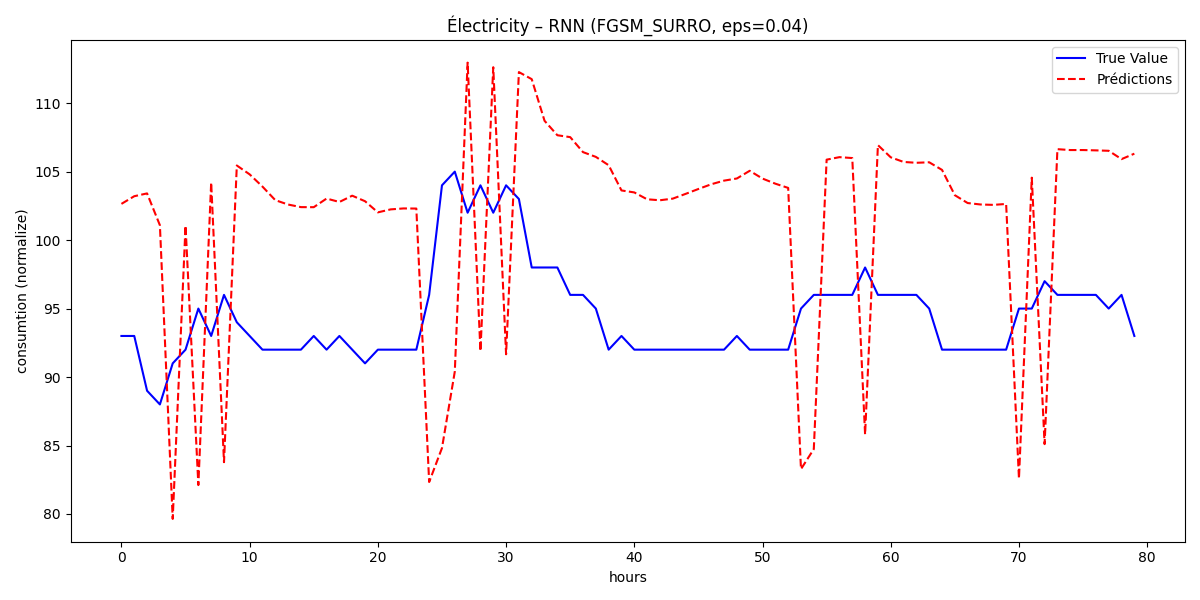 Électricity – RNN (FGSM_SURRO, eps=0.04)
True Value
Prédictions
consumtion (normalize)
110
105
100
95
90
85
80
0 10 20 30 40 50 60 70 80
hours